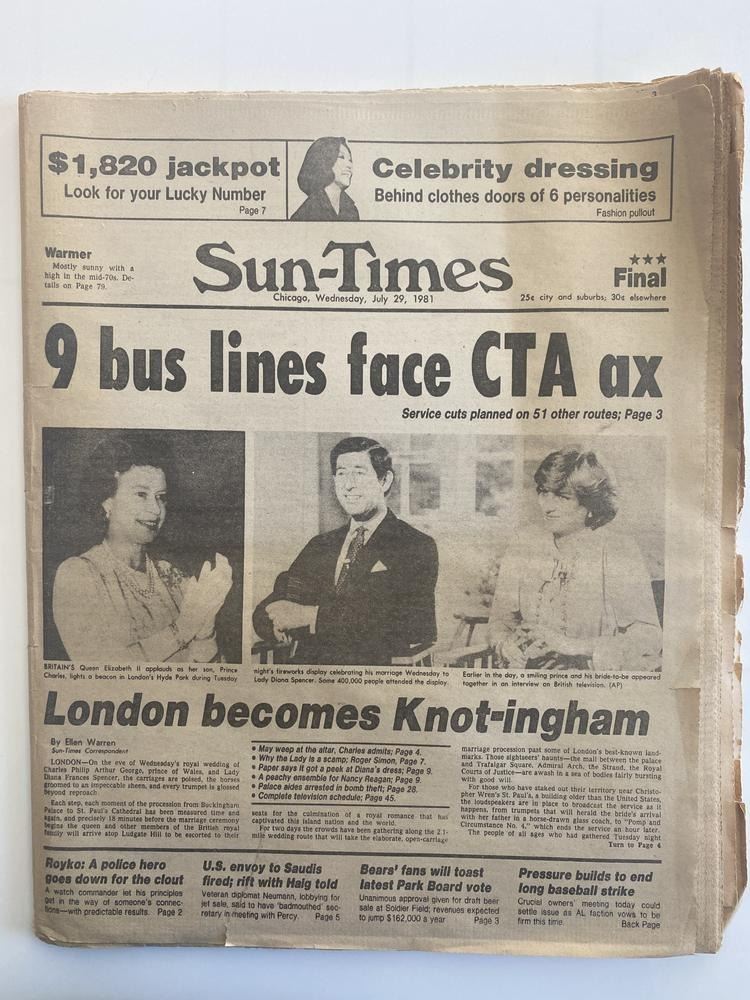 $1,820 jackpot
Look for your Lucky Number
Page 7
Celebrity dressing
Behind clothes doors of 6 personalities
Fashion pullout
Warmer
Mostly sunny with a
high in the mid-70s. De-
tails on Page 79.
Sun-Times
Chicago, Wednesday, July 29, 1981
★★★
Final
25¢ city and suburbs; 30¢ elsewhere
9 bus lines face CTA ax
Service cuts planned on 51 other routes; Page 3
BRITAIN'S Queen Elizabeth II applauds as her son, Prince
Charles, lights a beacon in London's Hyde Park during Tuesday
night's fireworks display celebrating his marriage Wednesday to
Lady Diana Spencer. Some 400,000 people attended the display.
Earlier in the day, a smiling prince and his bride-to-be appeared
together in an interview on British television. (AP)
London becomes Knot-ingham
By Ellen Warren
Sun-Times Correspondent
LONDON—On the eve of Wednesday's royal wedding of
Charles Philip Arthur George, prince of Wales, and Lady
Diana Frances Spencer, the carriages are poised, the horses
groomed to an impeccable sheen, and every trumpet is glossed
beyond reproach
Each step, each moment of the procession from Buckingham
Palace to St. Paul's Cathedral has been measured time and
again, and precisely 18 minutes before the marriage ceremony
begins the queen and other members of the British royal
family will arrive atop Ludgate Hill to be escorted to their
• May weep at the altar, Charles admits; Page 4.
• Why the Lady is a scamp; Roger Simon, Page 7.
• Paper says it got a peek at Diana's dress; Page 9.
• A peachy ensemble for Nancy Reagan; Page 9.
• Palace aides arrested in bomb theft; Page 28.
• Complete television schedule; Page 45.
seats for the culmination of a royal romance that has
captivated this island nation and the world.
For two days the crowds have been gathering along the 2.1-
mile wedding route that will take the elaborate, open-carriage
marriage procession past some of London's best-known land-
marks. Those sightseers' haunts—the mall between the palace
and Trafalgar Square, Admiral Arch, the Strand, the Royal
Courts of Justice—are awash in a sea of bodies fairly bursting
with good will.
For those who have staked out their territory near Christo-
pher Wren's St. Paul's, a building older than the United States,
the loudspeakers are in place to broadcast the service as it
happens, from trumpets that will herald the bride's arrival
with her father in a horse-drawn glass coach, to "Pomp and
Circumstance No. 4," which ends the service an hour later.
The people of all ages who had gathered Tuesday night
Turn to Page 4
Royko: A police hero
goes down for the clout
A watch commander let his principles
get in the way of someone's connec-
tions—with predictable results. Page 2
U.S. envoy to Saudis
fired; rift with Haig told
Veteran diplomat Neumann, lobbying for
jet sale, said to have 'badmouthed' sec-
retary in meeting with Percy. Page 5
Bears' fans will toast
latest Park Board vote
Unanimous approval given for draft beer
sale at Soldier Field; revenues expected
to jump $162,000 a year Page 3
Pressure builds to end
long baseball strike
Crucial owners' meeting today could
settle issue as AL faction vows to be
firm this time. Back Page